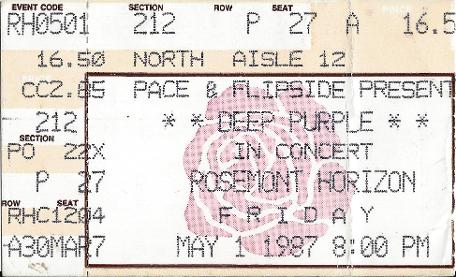 EVENT CODE SECTION ROW SEAT
RH0501 212 P 27 A 16.5
16.50 NORTH AISLE 12
CC2.85 PACE & FLIPSIDE PRESENT
212 * * DEEP PURPLE * *
SECTION
PO 22X IN CONCERT
P 27 ROSEMONT HORIZON
ROW SEAT
RHC1204 FRIDAY
A30MAR7 MAY 1 1987 8:00 PM